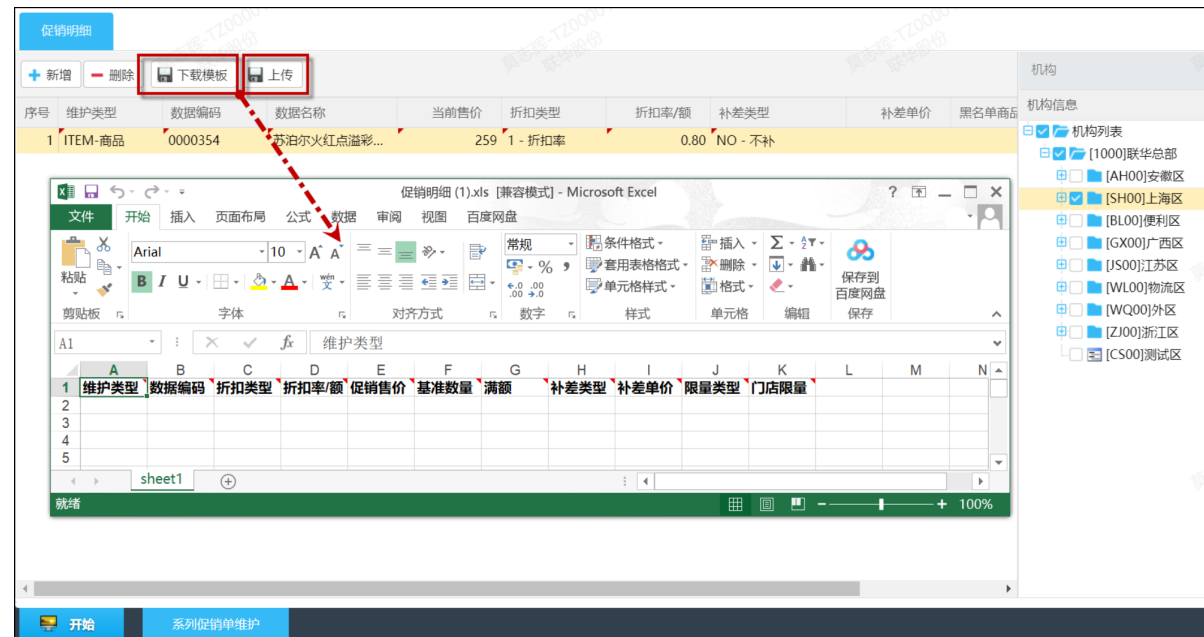 促销明细
新增 删除 下载模板 上传
序号 维护类型 数据编码 数据名称 当前售价 折扣类型 折扣率/额 补差类型 补差单价 黑名单商品
1 ITEM-商品 0000354 苏泊尔火红点溢彩... 259 1 - 折扣率 0.80 NO - 不补
机构
机构信息
机构列表
[1000]联华总部
[AH00]安徽区
[SH00]上海区
[BL00]便利区
[GX00]广西区
[JS00]江苏区
[WL00]物流区
[WQ00]外区
[ZJ00]浙江区
[CS00]测试区
促销明细 (1).xls [兼容模式] - Microsoft Excel
文件 开始 插入 页面布局 公式 数据 审阅 视图 百度网盘
粘贴
剪贴板
Arial 10
B I U
字体
对齐方式
常规
数字
条件格式
套用表格格式
单元格样式
样式
插入
删除
格式
单元格
编辑
保存到
百度网盘
保存
A1 fx 维护类型
A B C D E F G H I J K L M N
1 维护类型 数据编码 折扣类型 折扣率/额 促销售价 基准数量 满额 补差类型 补差单价 限量类型 门店限量
2
3
4
5
sheet1
就绪 100%
开始 系列促销单维护